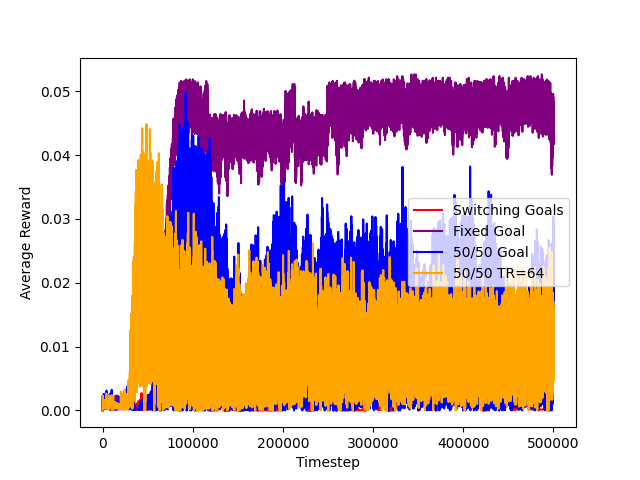 0.05
0.04
0.03
0.02
0.01
0.00
Average Reward
Switching Goals
Fixed Goal
50/50 Goal
50/50 TR=64
0 100000 200000 300000 400000 500000
Timestep